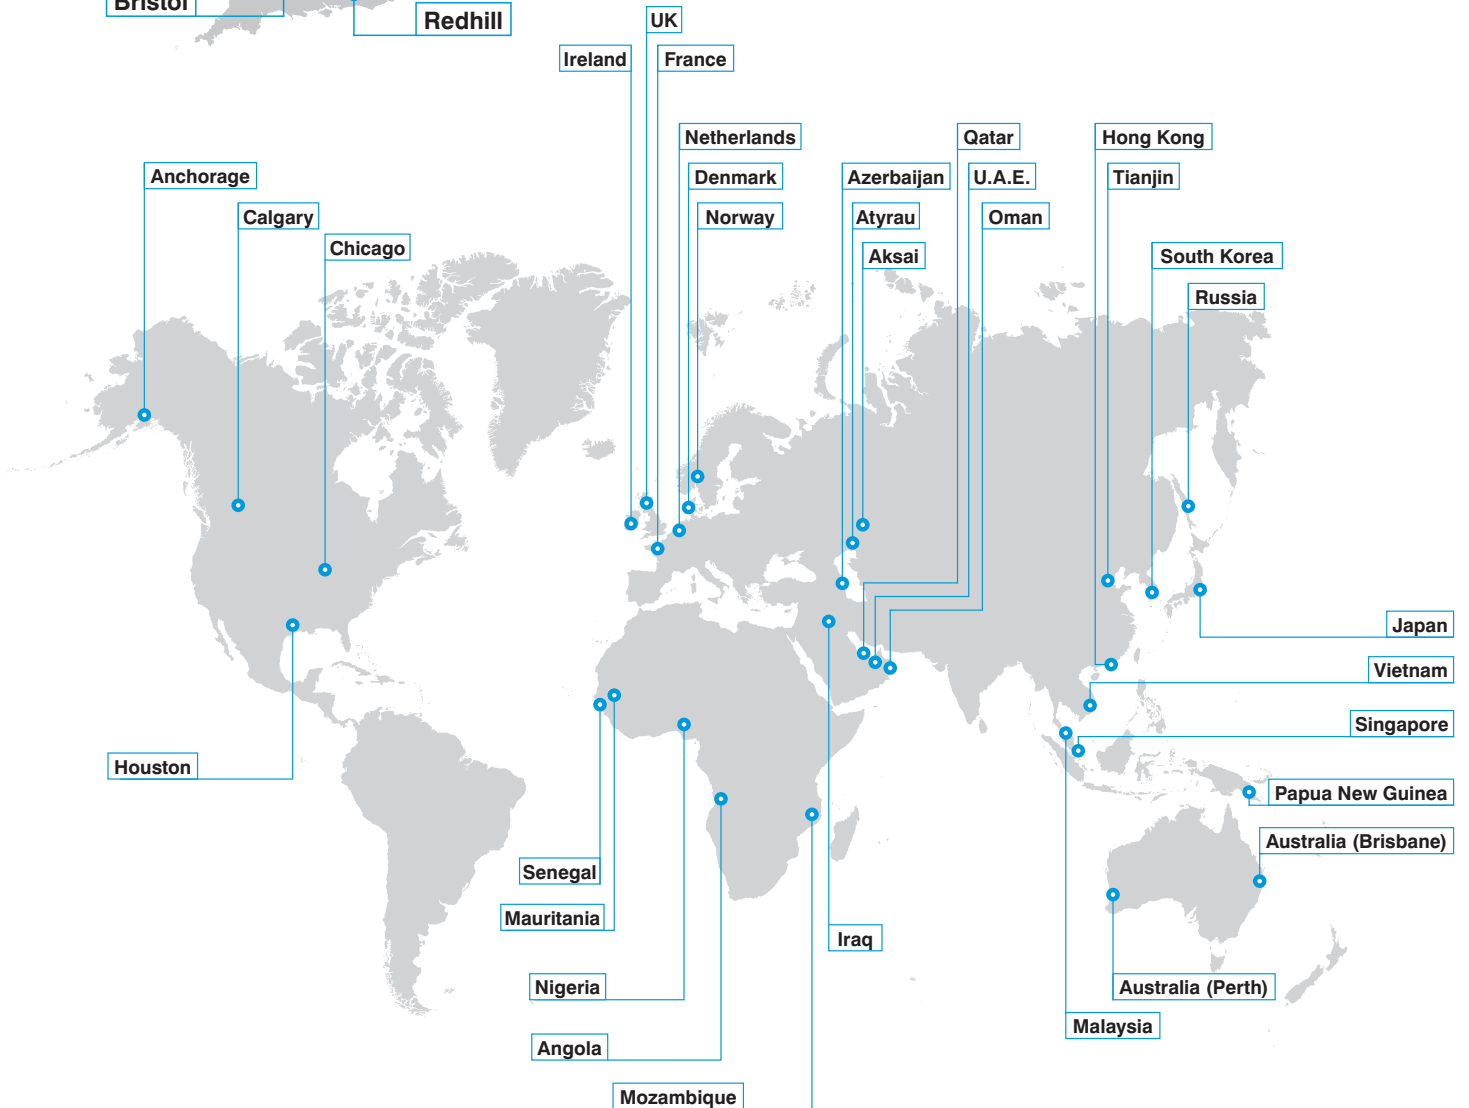 Bristol
Redhill
UK
Ireland
France
Netherlands
Qatar
Hong Kong
Anchorage
Denmark
Azerbaijan
U.A.E.
Tianjin
Calgary
Norway
Atyrau
Oman
Chicago
Aksai
South Korea
Russia
Japan
Vietnam
Singapore
Houston
Papua New Guinea
Australia (Brisbane)
Senegal
Mauritania
Iraq
Nigeria
Australia (Perth)
Malaysia
Angola
Mozambique